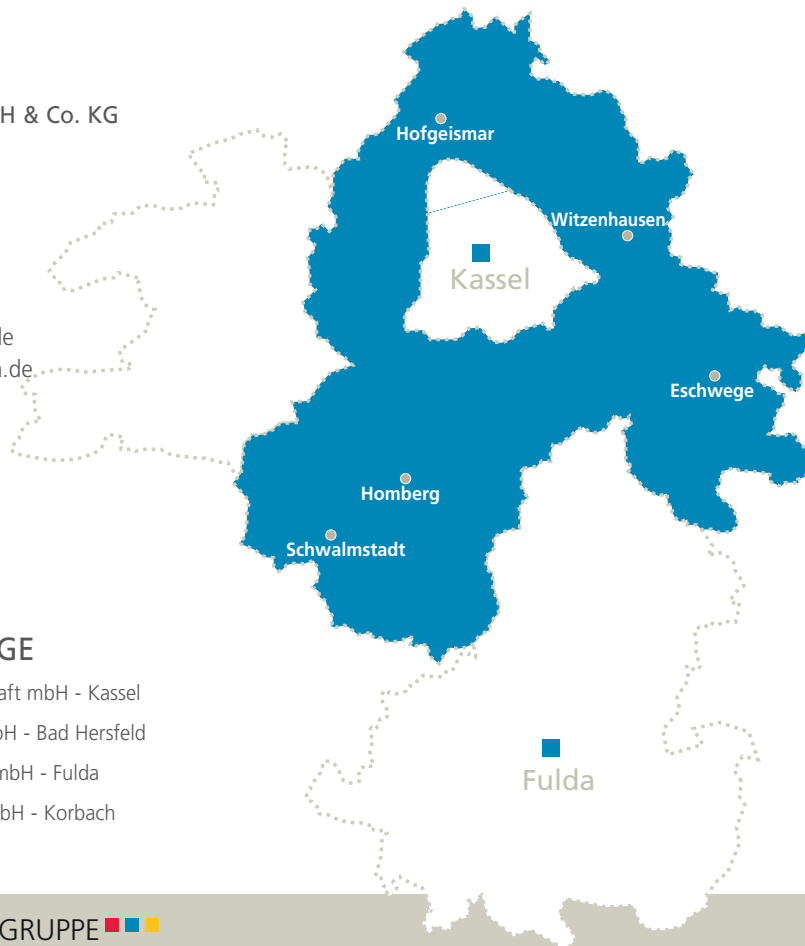 H & Co. KG
Hofgeismar
Witzenhausen
Kassel
le
.de
Eschwege
Homberg
Schwalmstadt
GE
aft mbH - Kassel
bH - Bad Hersfeld
mbH - Fulda
bH - Korbach
Fulda
GRUPPE